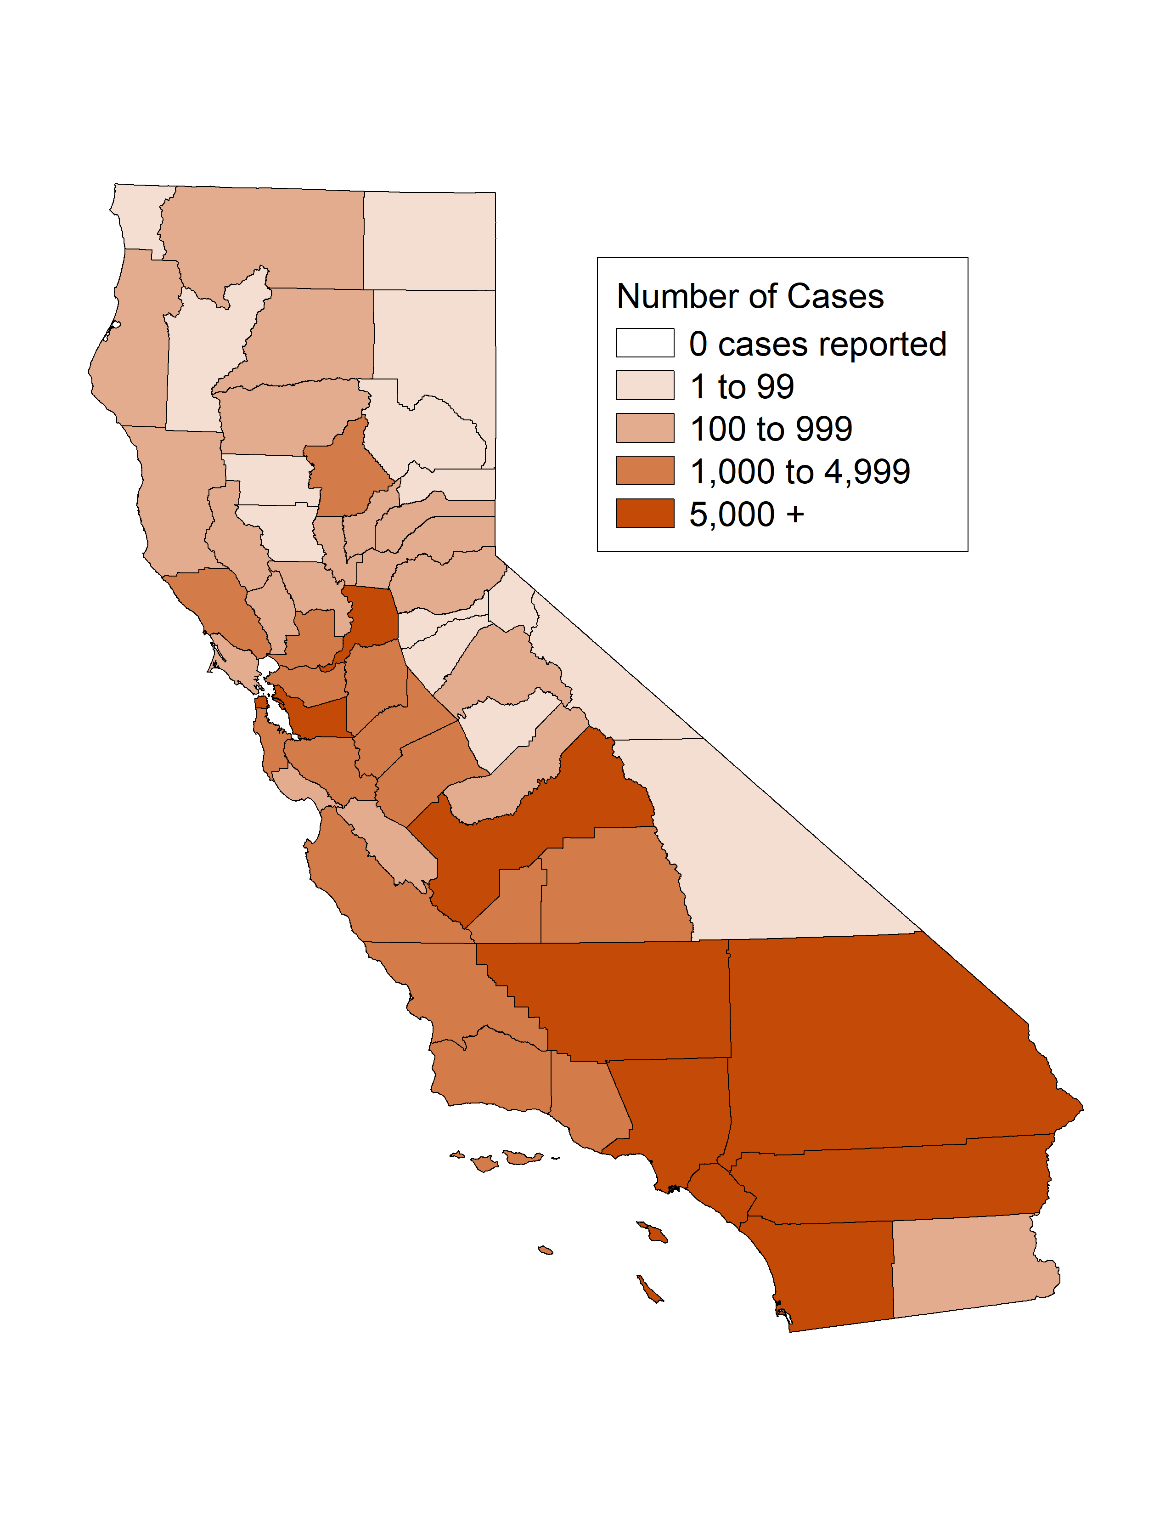 Number of Cases
0 cases reported
1 to 99
100 to 999
1,000 to 4,999
5,000 +